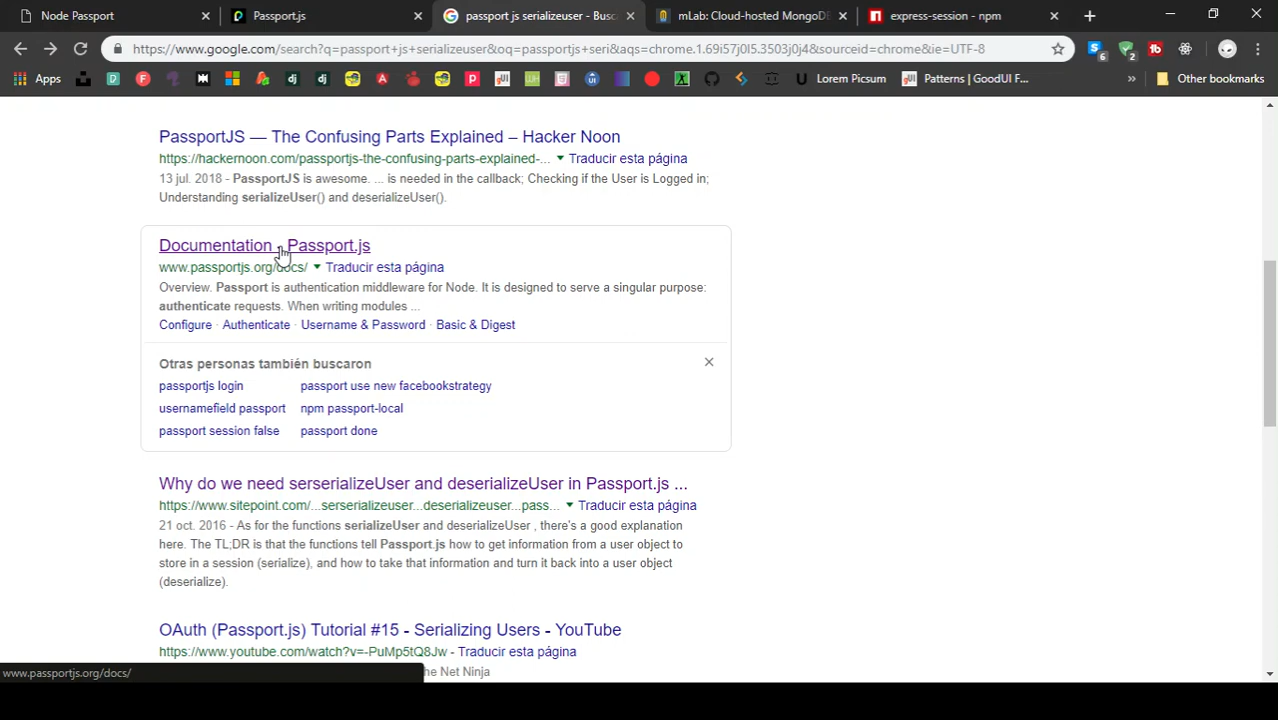 Node Passport
Passport.js
passport js serializeuser - Busc
mLab: Cloud-hosted MongoDB
express-session - npm
https://www.google.com/search?q=passport+js+serializeuser&oq=passportjs+seri&aqs=chrome.1.69i57j0l5.3503j0j4&sourceid=chrome&ie=UTF-8
Apps
Lorem Picsum
Patterns | GoodUI F...
Other bookmarks
PassportJS — The Confusing Parts Explained – Hacker Noon
https://hackernoon.com/passportjs-the-confusing-parts-explained-... Traducir esta página
13 jul. 2018 - PassportJS is awesome. ... is needed in the callback; Checking if the User is Logged in;
Understanding serializeUser() and deserializeUser().
Documentation - Passport.js
www.passportjs.org/docs/ Traducir esta página
Overview. Passport is authentication middleware for Node. It is designed to serve a singular purpose:
authenticate requests. When writing modules ...
Configure · Authenticate · Username & Password · Basic & Digest
Otras personas también buscaron
passportjs login passport use new facebookstrategy
usernamefield passport npm passport-local
passport session false passport done
Why do we need serserializeUser and deserializeUser in Passport.js ...
https://www.sitepoint.com/...serserializeuser...deserializeuser...pass... Traducir esta página
21 oct. 2016 - As for the functions serializeUser and deserializeUser , there's a good explanation
here. The TL;DR is that the functions tell Passport.js how to get information from a user object to
store in a session (serialize), and how to take that information and turn it back into a user object
(deserialize).
OAuth (Passport.js) Tutorial #15 - Serializing Users - YouTube
https://www.youtube.com/watch?v=-PuMp5tQ8Jw - Traducir esta página
www.passportjs.org/docs/
he Net Ninja